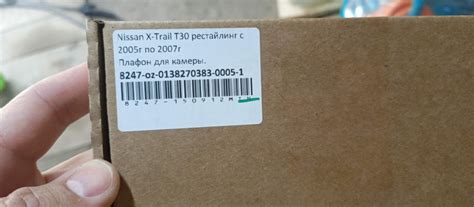 Nissan X-Trail T30 рестайлинг с
2005г по 2007г
Плафон для камеры.
8247-oz-0138270383-0005-1